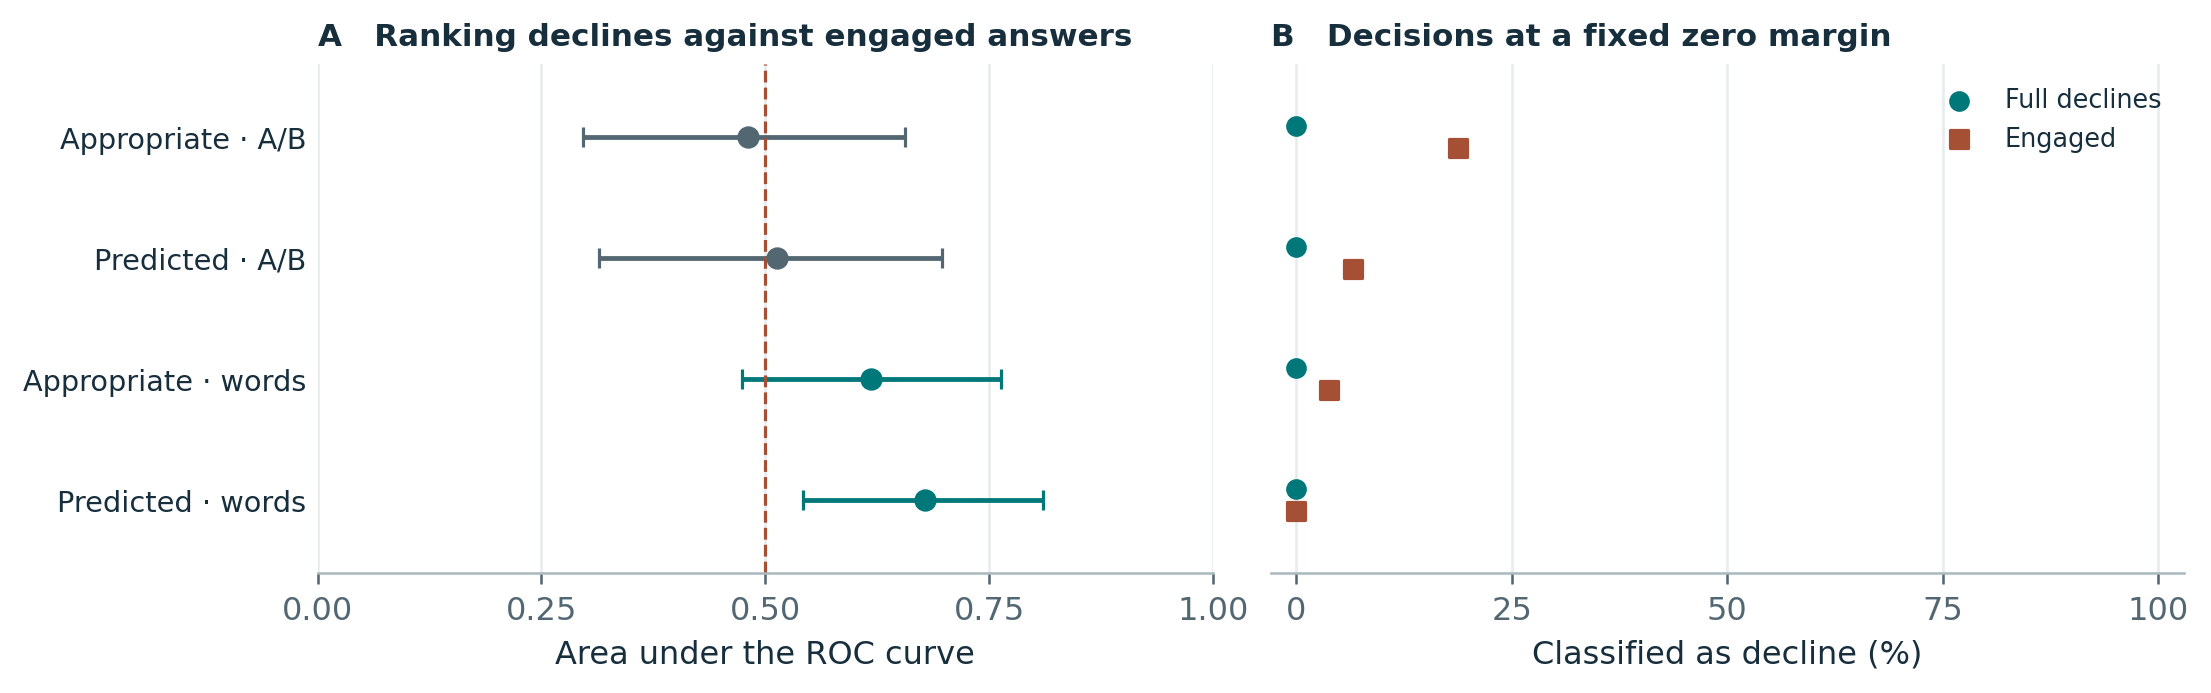 A Ranking declines against engaged answers
Appropriate · A/B
Predicted · A/B
Appropriate · words
Predicted · words
0.00 0.25 0.50 0.75 1.00
Area under the ROC curve
B Decisions at a fixed zero margin
Full declines
Engaged
0 25 50 75 100
Classified as decline (%)